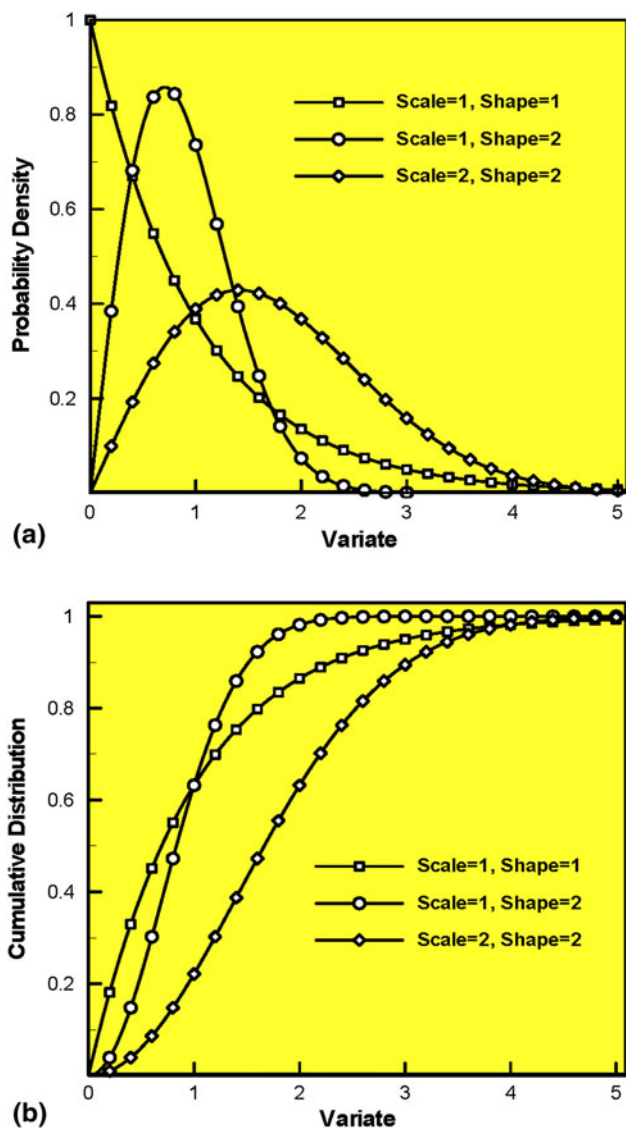 1
0.8
0.6
0.4
0.2
Probability Density
Scale=1, Shape=1
Scale=1, Shape=2
Scale=2, Shape=2
0 1 2 3 4 5
Variate
(a)
1
0.8
0.6
0.4
0.2
Cumulative Distribution
Scale=1, Shape=1
Scale=1, Shape=2
Scale=2, Shape=2
0 1 2 3 4 5
Variate
(b)